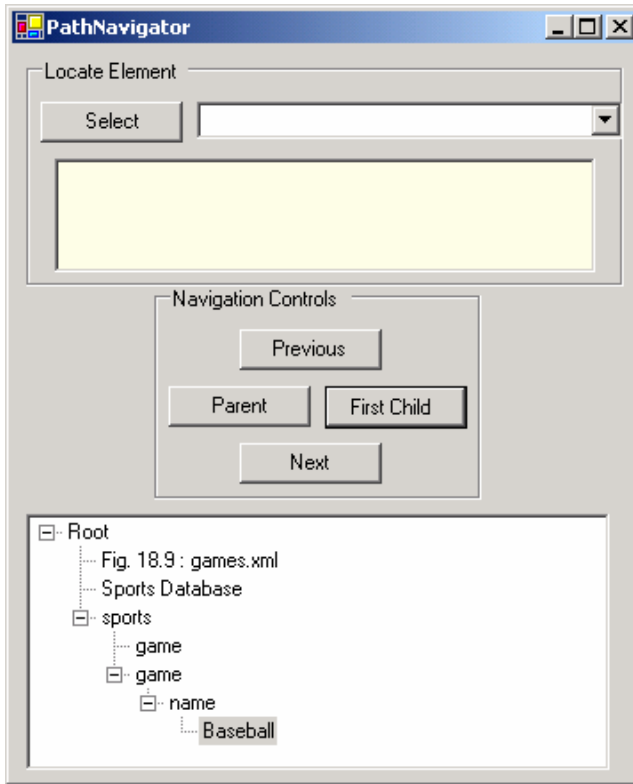 PathNavigator
Locate Element
Select
Navigation Controls
Previous
Parent First Child
Next
Root
Fig. 18.9 : games.xml
Sports Database
sports
game
game
name
Baseball